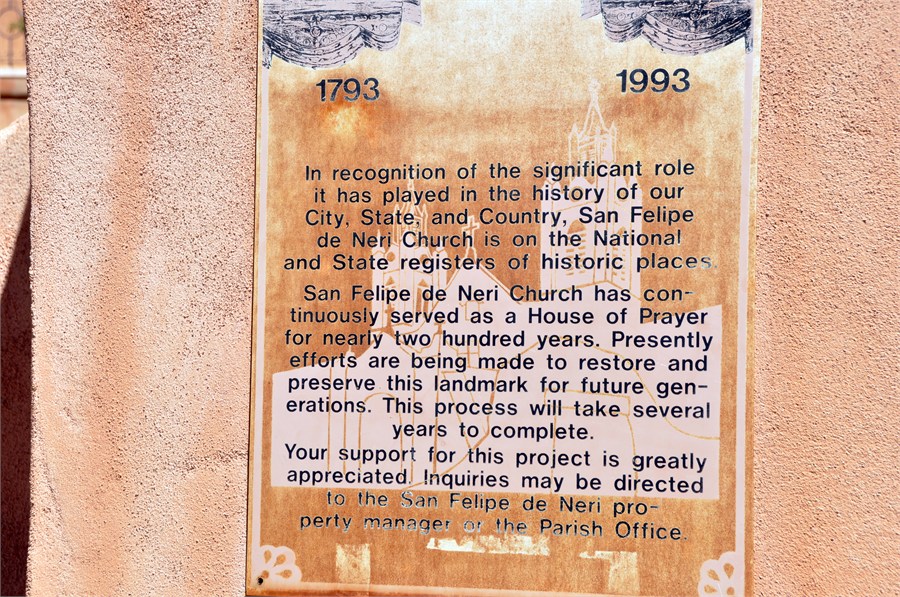 1793 1993
In recognition of the significant role
it has played in the history of our
City, State, and Country, San Felipe
de Neri Church is on the National
and State registers of historic places.
San Felipe de Neri Church has con-
tinuously served as a House of Prayer
for nearly two hundred years. Presently
efforts are being made to restore and
preserve this landmark for future gen-
erations. This process will take several
years to complete.
Your support for this project is greatly
appreciated. Inquiries may be directed
to the San Felipe de Neri pro-
perty manager or the Parish Office.